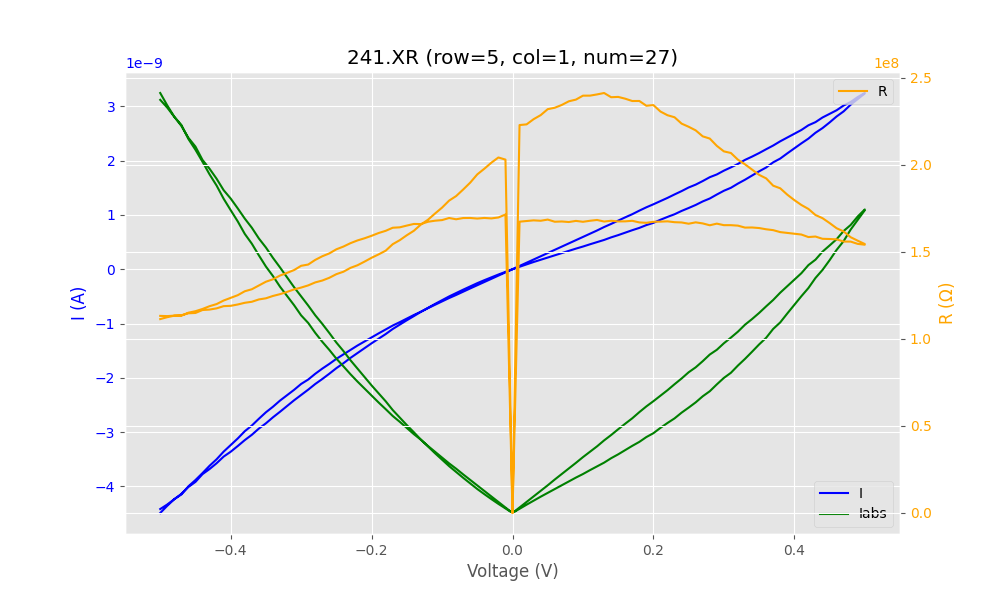 241.XR (row=5, col=1, num=27)
1e−9
1e8
R
I (A)
3
2
1
0
−1
−2
−3
−4
2.5
2.0
1.5
1.0
0.5
0.0
R (Ω)
I
Iabs
−0.4
−0.2
0.0
0.2
0.4
Voltage (V)